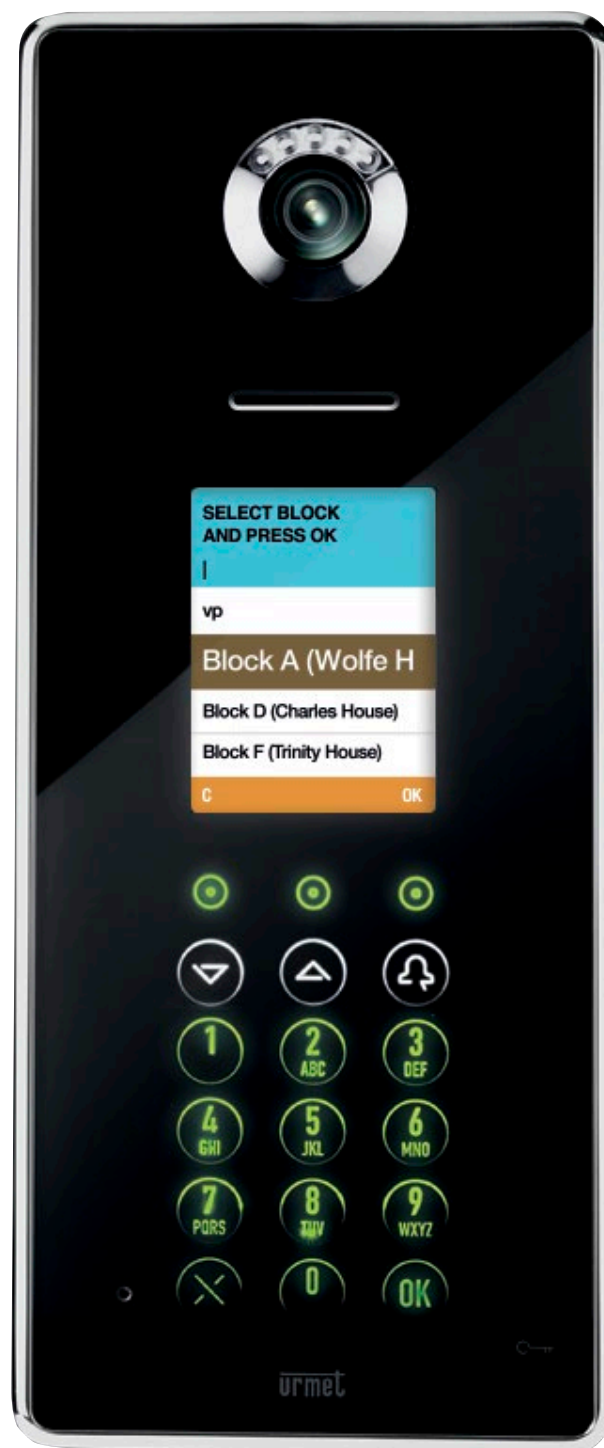 SELECT BLOCK
AND PRESS OK
vp
Block A (Wolfe H
Block D (Charles House)
Block F (Trinity House)
C OK
1 2 3
ABC DEF
4 5 6
GHI JKL MNO
7 8 9
PQRS TUV WXYZ
0 OK
urmet